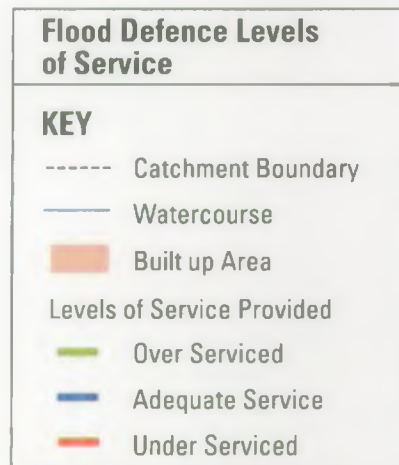 Flood Defence Levels
of Service
KEY
Catchment Boundary
Watercourse
Built up Area
Levels of Service Provided
Over Serviced
Adequate Service
Under Serviced